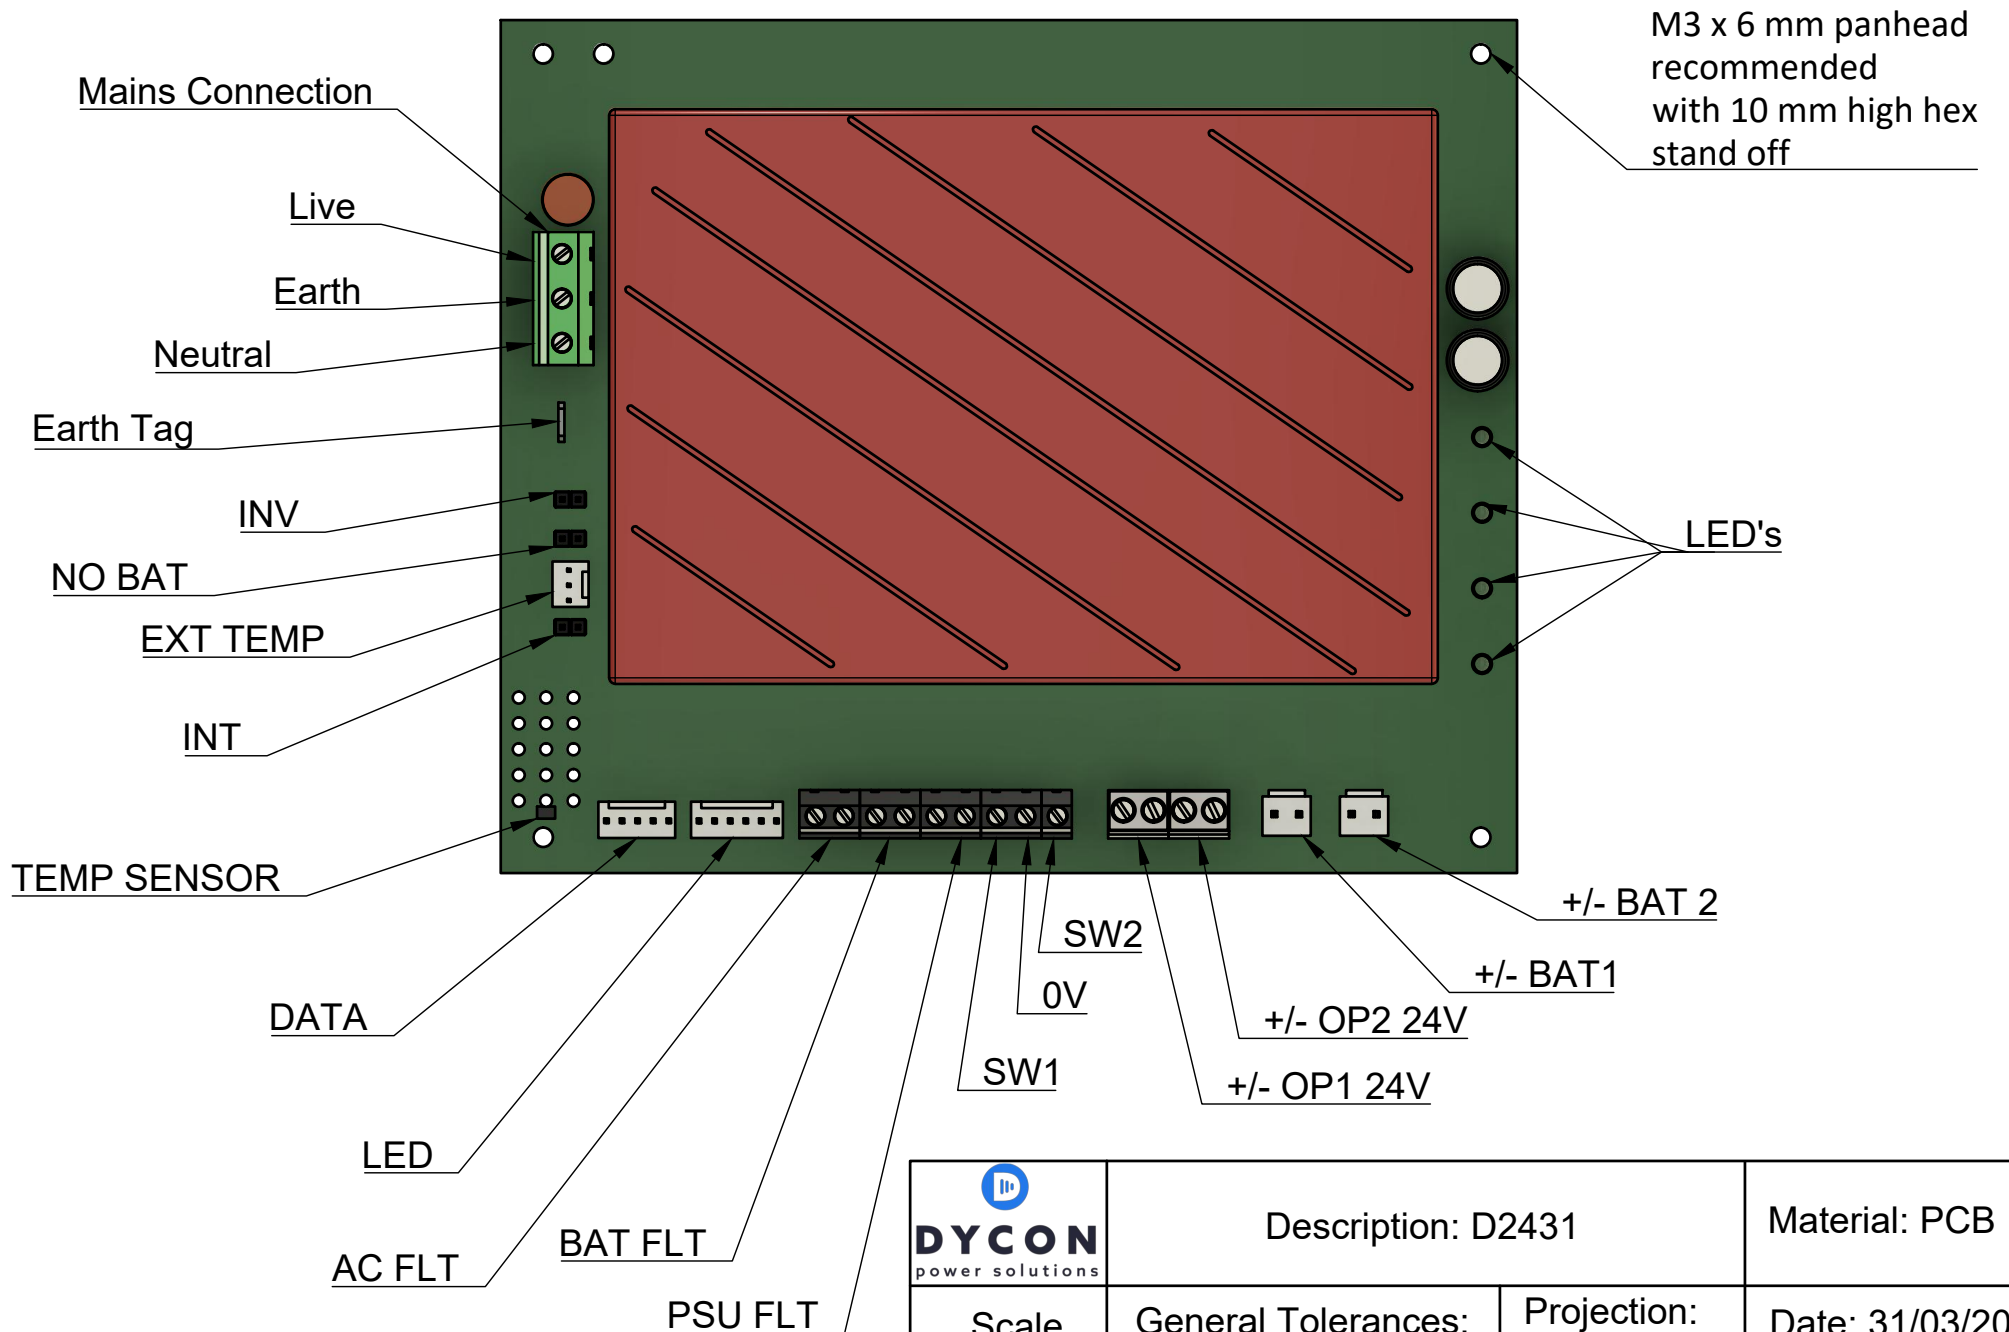 M3 x 6 mm panhead
recommended
with 10 mm high hex
stand off
Mains Connection
Live
Earth
Neutral
Earth Tag
INV
NO BAT
EXT TEMP
INT
TEMP SENSOR
LED's
DATA
LED
AC FLT
BAT FLT
PSU FLT
SW1
0V
SW2
+/- OP1 24V
+/- OP2 24V
+/- BAT1
+/- BAT 2
DYCON
power solutions
Description: D2431
Material: PCB
Scale
General Tolerances:
Projection:
Date: 31/03/20